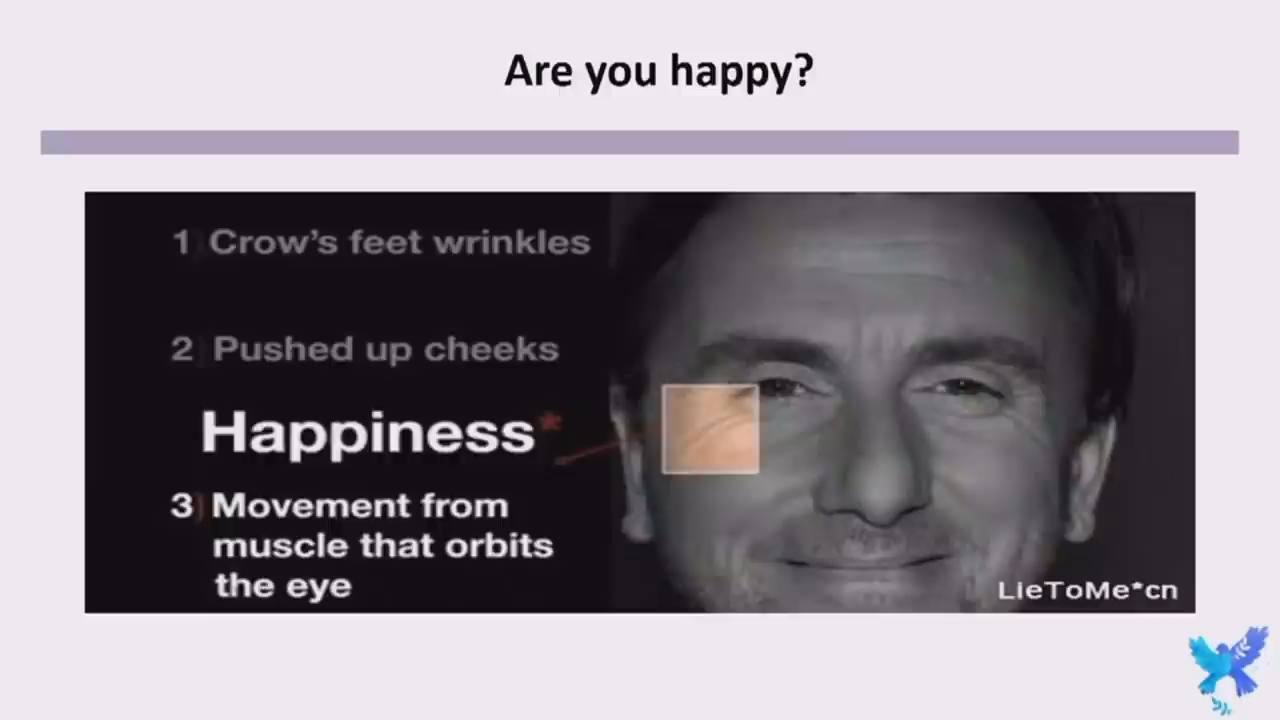 Are you happy?
1) Crow's feet wrinkles
2) Pushed up cheeks
Happiness*
3) Movement from
muscle that orbits
the eye
LieToMe*cn